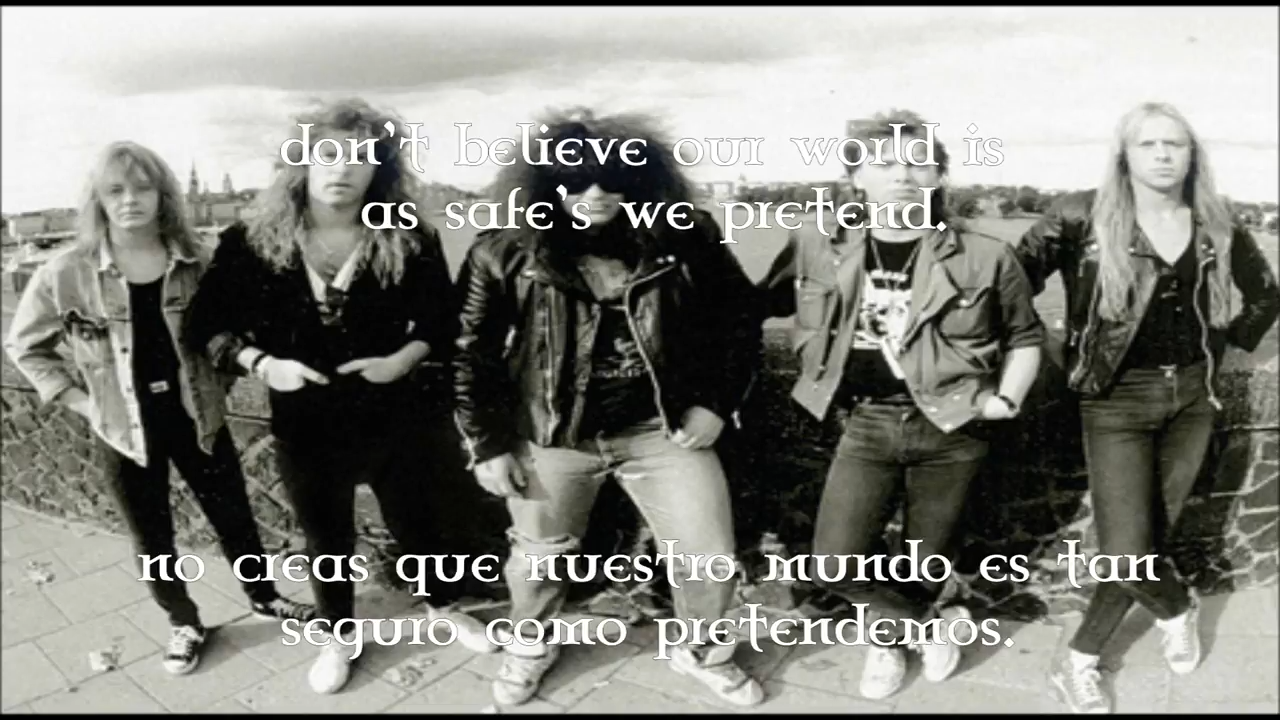 don't believe our world is
as safe's we pretend.
no creas que nuestro mundo es tan
seguro como pretendemos.